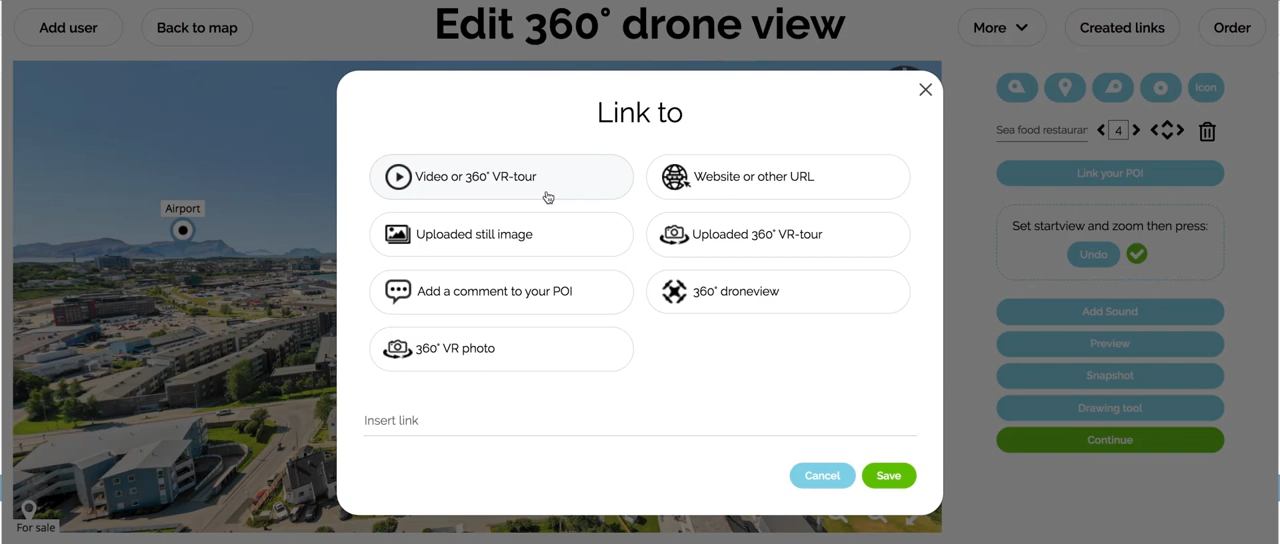 Add user
Back to map
Edit 360° drone view
More
Created links
Order
Link to
Video or 360° VR-tour
Website or other URL
Uploaded still image
Uploaded 360° VR-tour
Add a comment to your POI
360° droneview
360° VR photo
Insert link
Cancel
Save
Airport
For sale
Icon
Sea food restaurar
4
Link your POI
Set startview and zoom then press:
Undo
Add Sound
Preview
Snapshot
Drawing tool
Continue